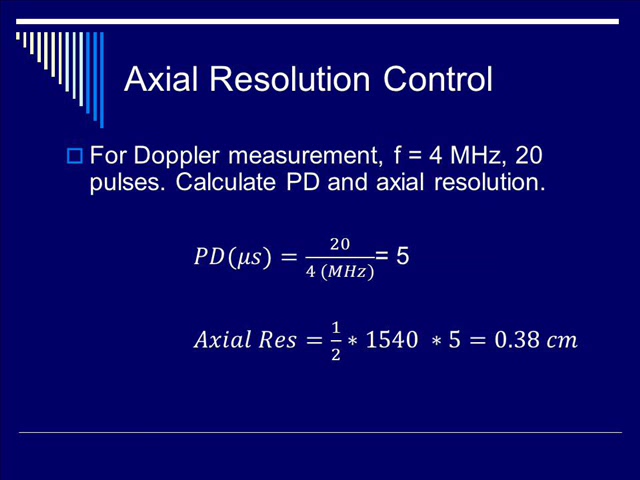 Axial Resolution Control
For Doppler measurement, f = 4 MHz, 20
pulses. Calculate PD and axial resolution.
PD(μs) = 20 / 4 (MHz) = 5
Axial Res = 1/2 ∗ 1540 ∗ 5 = 0.38 cm